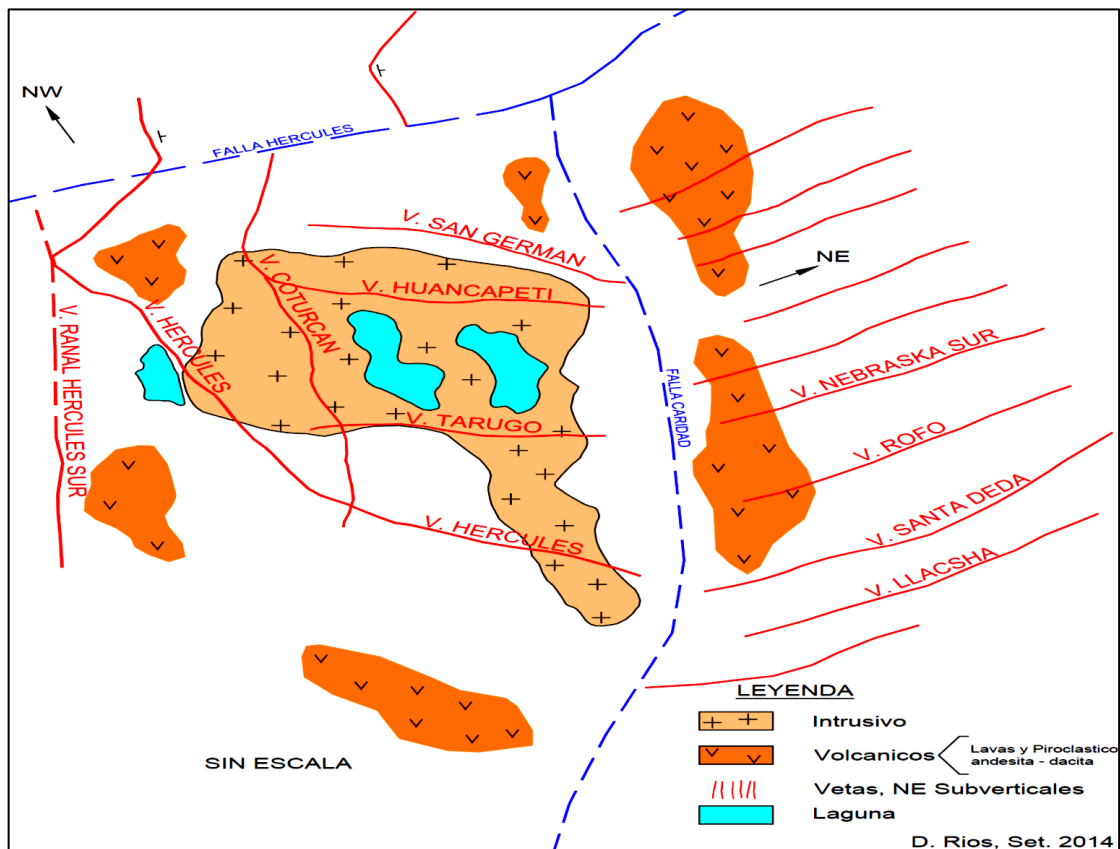 NW
FALLA HERCULES
V. SAN GERMAN
NE
V. COTURCAN
V. HUANCAPETI
V. HERCULES
V. RANAL HERCULES SUR
V. NEBRASKA SUR
FALLA CARIDAD
V. TARUGO
V. ROFO
V. SANTA DEDA
V. HERCULES
V. LLACSHA
LEYENDA
Intrusivo
Volcanicos
Lavas y Piroclastico
andesita - dacita
SIN ESCALA
Vetas, NE Subverticales
Laguna
D. Rios, Set. 2014